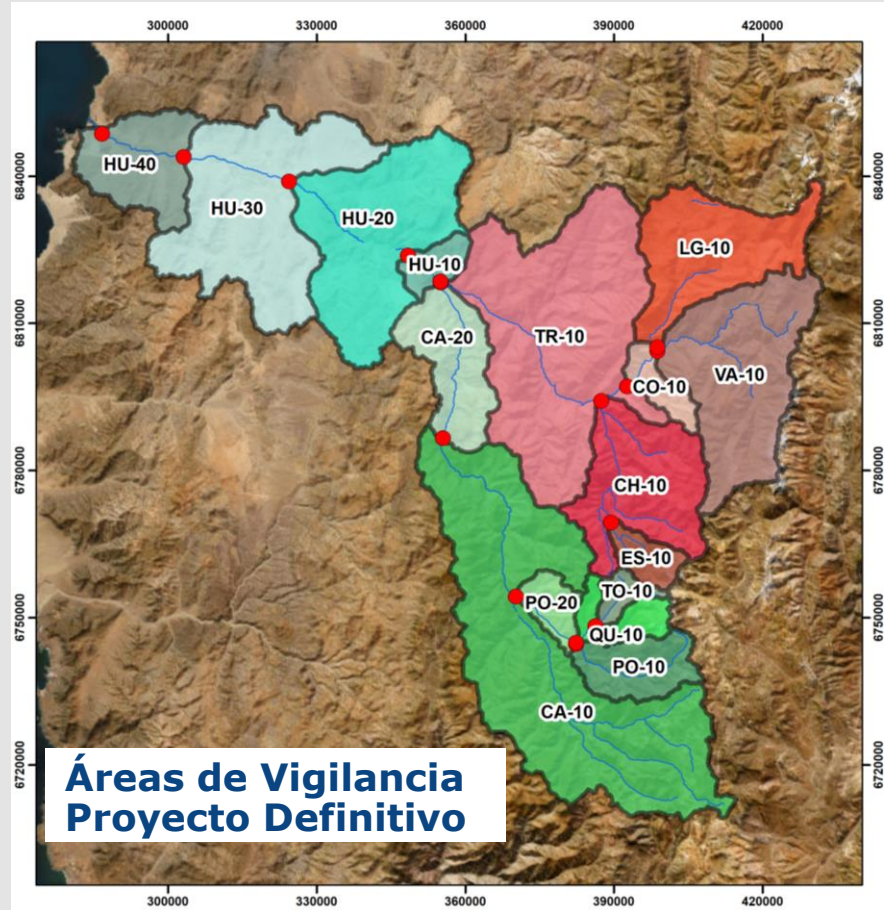 300000 330000 360000 390000 420000
6840000 6840000
HU-40
HU-30
HU-20
HU-10
LG-10
6810000 6810000
CA-20
TR-10
CO-10
VA-10
6780000 6780000
CH-10
ES-10
TO-10
PO-20
6750000 6750000
QU-10
PO-10
CA-10
6720000 6720000
Áreas de Vigilancia
Proyecto Definitivo
300000 330000 360000 390000 420000